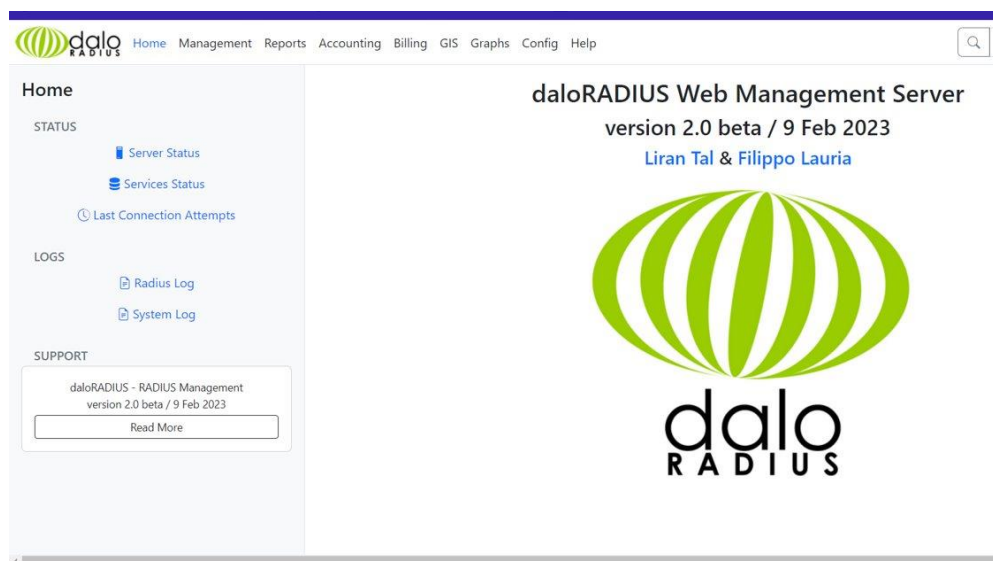 dalo RADIUS Home Management Reports Accounting Billing GIS Graphs Config Help
Home
STATUS
Server Status
Services Status
Last Connection Attempts
LOGS
Radius Log
System Log
SUPPORT
daloRADIUS - RADIUS Management
version 2.0 beta / 9 Feb 2023
Read More
daloRADIUS Web Management Server
version 2.0 beta / 9 Feb 2023
Liran Tal & Filippo Lauria
dalo
RADIUS